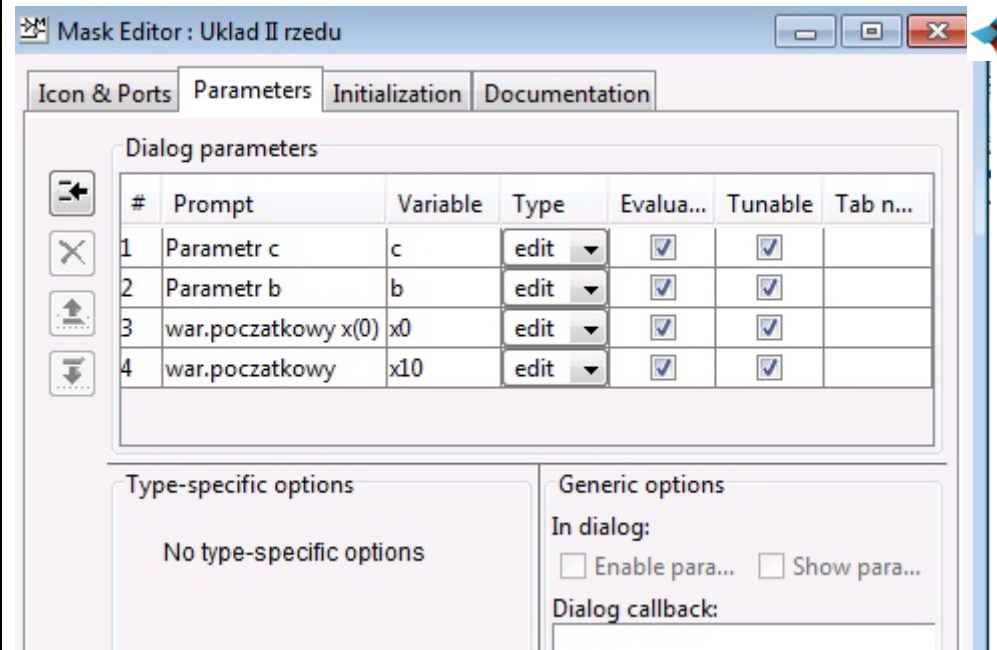 Mask Editor : Uklad II rzedu
Icon & Ports Parameters Initialization Documentation
Dialog parameters
# Prompt Variable Type Evalua... Tunable Tab n...
1 Parametr c c edit
2 Parametr b b edit
3 war.poczatkowy x(0) x0 edit
4 war.poczatkowy x10 edit
Type-specific options
No type-specific options
Generic options
In dialog:
Enable para... Show para...
Dialog callback: